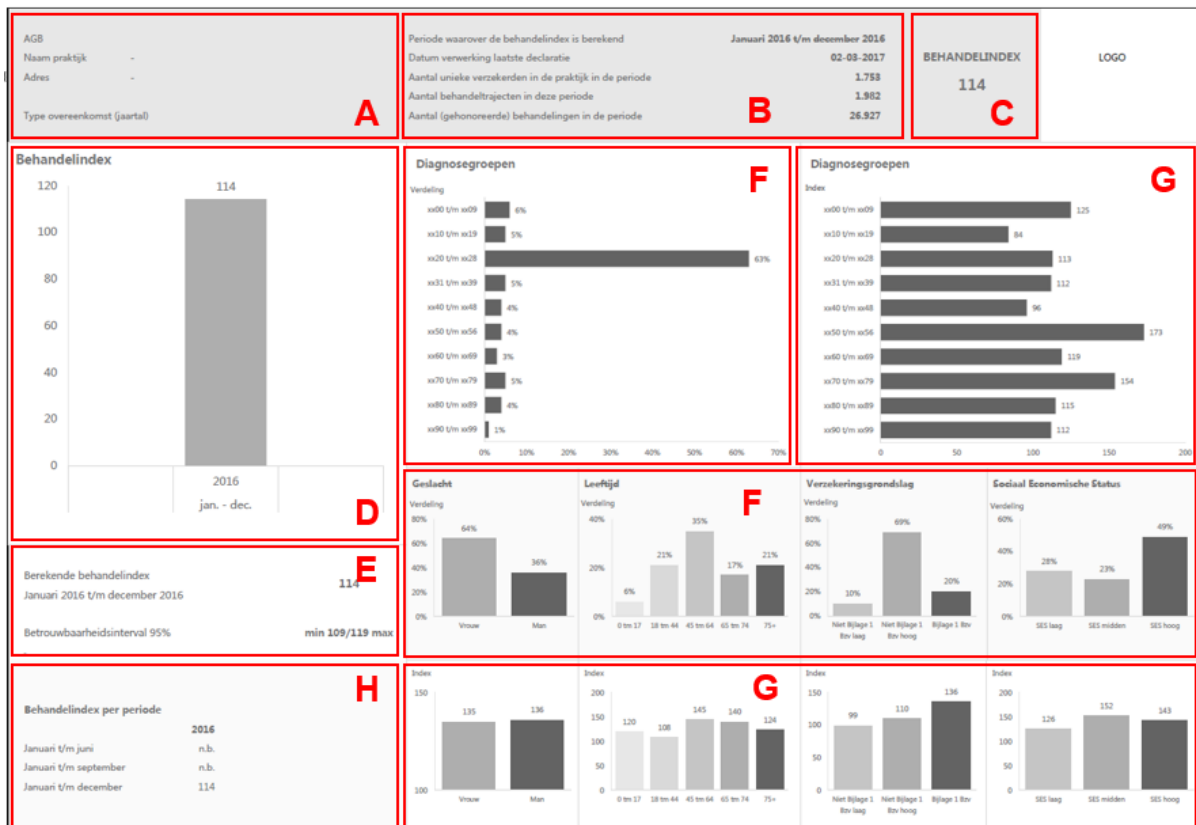 AGB
Naam praktijk -
Adres -
Type overeenkomst (jaartal)
A
Periode waarover de behandelindex is berekend Januari 2016 t/m december 2016
Datum verwerking laatste declaratie 02-03-2017
Aantal unieke verzekerden in de praktijk in de periode 1.753
Aantal behandeltrajecten in deze periode 1.982
Aantal (gehonoreerde) behandelingen in de periode 26.927
B
BEHANDELINDEX
114
C
LOGO
Behandelindex
120
100
80
60
40
20
0
114
2016
jan. - dec.
D
Diagnosegroepen
F
Verdeling
xx00 t/m xx09 6%
xx10 t/m xx19 5%
xx20 t/m xx28 63%
xx31 t/m xx39 5%
xx40 t/m xx48 4%
xx50 t/m xx56 4%
xx60 t/m xx69 3%
xx70 t/m xx79 5%
xx80 t/m xx89 4%
xx90 t/m xx99 1%
0% 10% 20% 30% 40% 50% 60% 70%
Diagnosegroepen
G
Index
xx00 t/m xx09 125
xx10 t/m xx19 84
xx20 t/m xx28 113
xx31 t/m xx39 112
xx40 t/m xx48 96
xx50 t/m xx56 173
xx60 t/m xx69 119
xx70 t/m xx79 154
xx80 t/m xx89 115
xx90 t/m xx99 112
0 50 100 150 200
E
Berekende behandelindex 114
Januari 2016 t/m december 2016
Betrouwbaarheidsinterval 95% min 109/119 max
H
Behandelindex per periode
2016
Januari t/m juni n.b.
Januari t/m september n.b.
Januari t/m december 114
Geslacht
Verdeling
80%
60%
40%
20%
0%
64% 36%
Vrouw Man
Leeftijd
Verdeling
40%
20%
0%
6% 21% 35% 17% 21%
0 tm 17 18 tm 44 45 tm 64 65 tm 74 75+
F
Verzekeringsgrondslag
Verdeling
80%
60%
40%
20%
0%
10% 69% 20%
Niet Bijlage 1 Niet Bijlage 1 Bijlage 1 Bzv
Bzv laag Bzv hoog
Sociaal Economische Status
Verdeling
60%
40%
20%
0%
28% 23% 49%
SES laag SES midden SES hoog
Index
150
100
135 136
Vrouw Man
Index
200
150
100
50
0
120 108 145 140 124
0 tm 17 18 tm 44 45 tm 64 65 tm 74 75+
G
Index
150
100
50
0
99 110 136
Niet Bijlage 1 Niet Bijlage 1 Bijlage 1 Bzv
Bzv laag Bzv hoog
Index
200
150
100
50
0
126 152 143
SES laag SES midden SES hoog